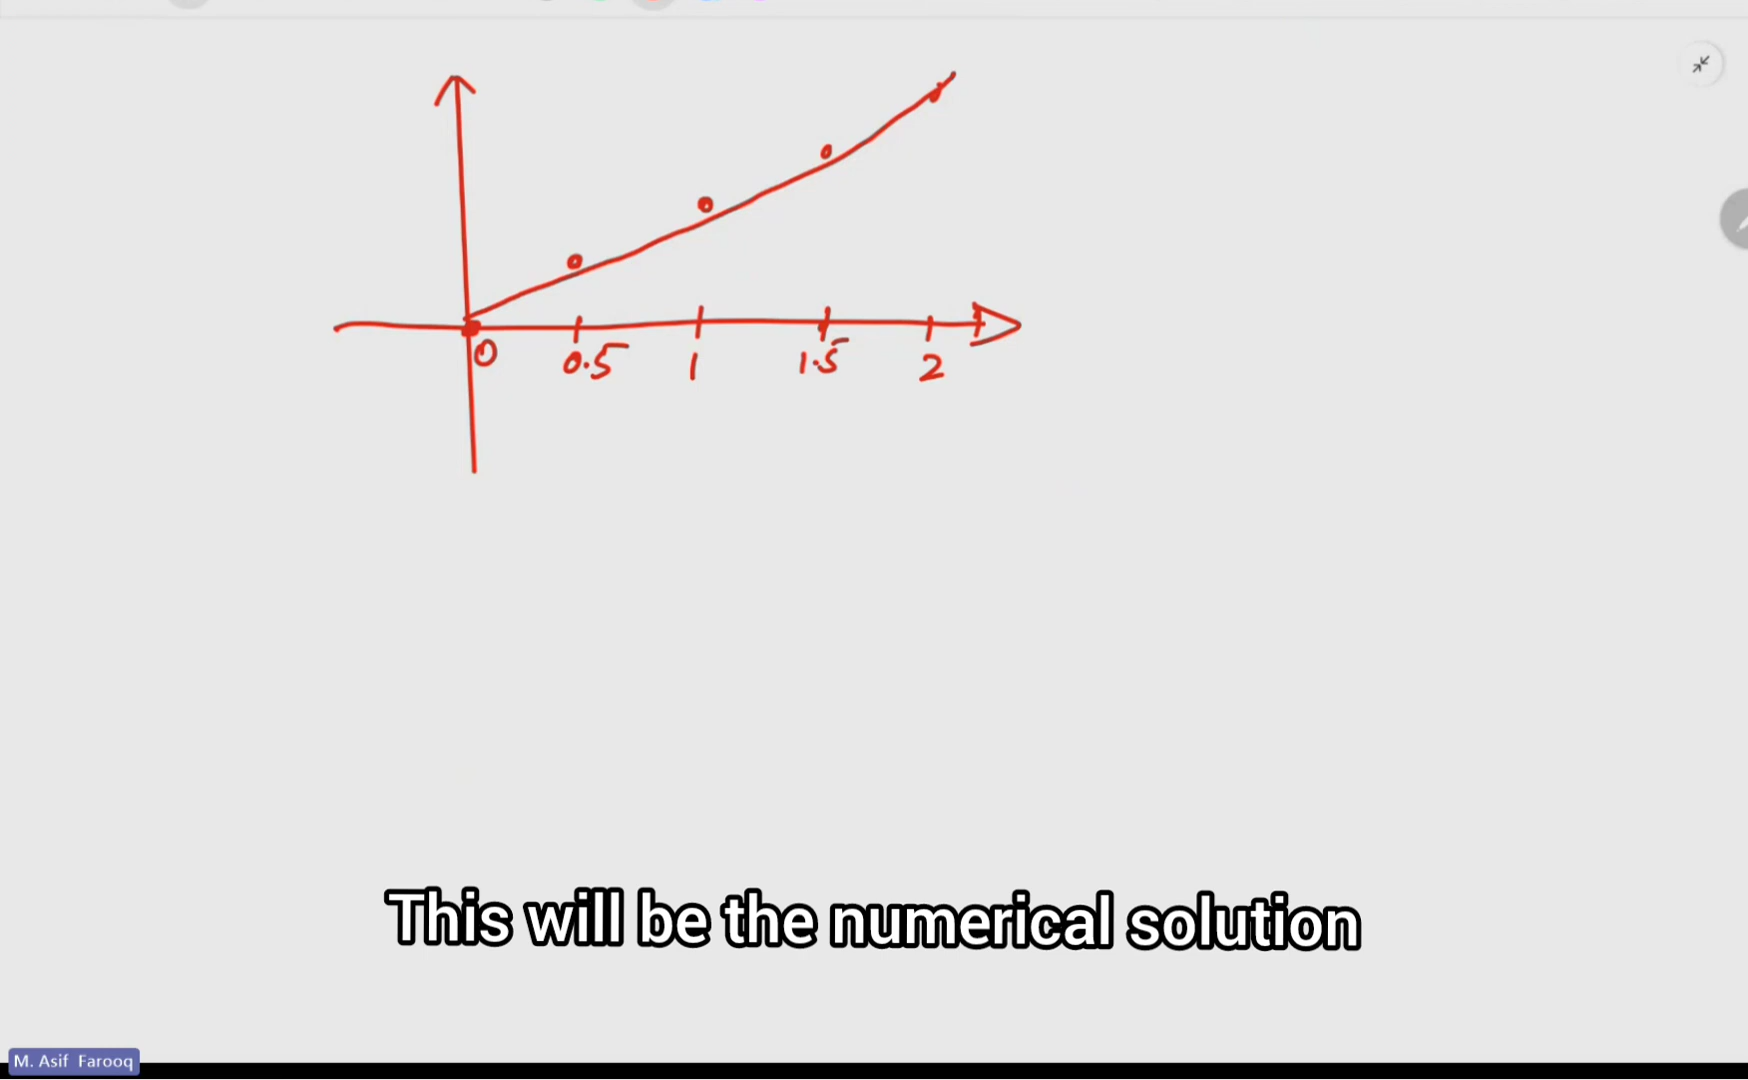 0 0.5 1 1.5 2
This will be the numerical solution
M. Asif Farooq